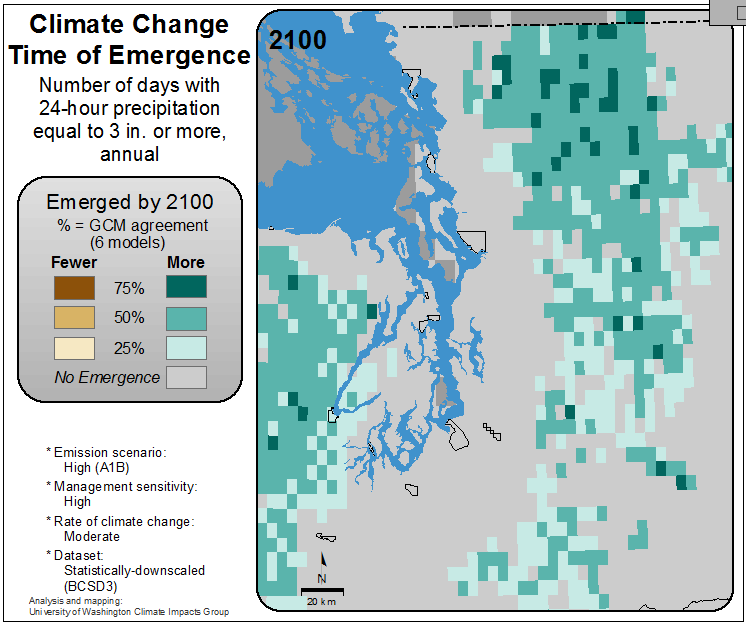 Climate Change
Time of Emergence
Number of days with
24-hour precipitation
equal to 3 in. or more,
annual
Emerged by 2100
% = GCM agreement
(6 models)
Fewer More
75%
50%
25%
No Emergence
* Emission scenario:
High (A1B)
* Management sensitivity:
High
* Rate of climate change:
Moderate
* Dataset:
Statistically-downscaled
(BCSD3)
Analysis and mapping:
University of Washington Climate Impacts Group
2100
N
20 km